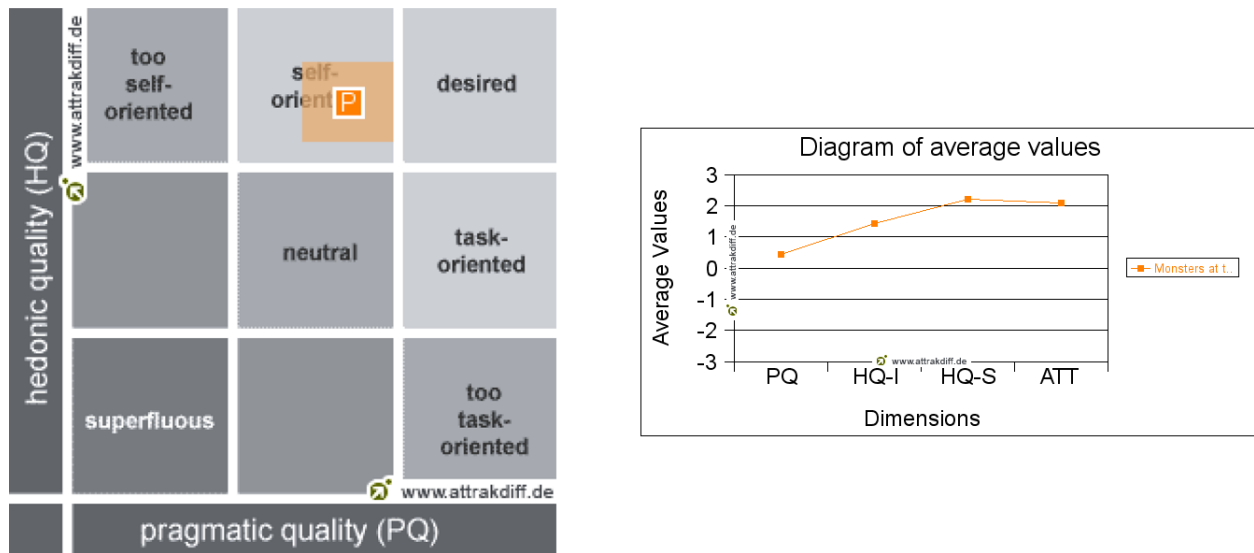 www.attrakdiff.de
hedonic quality (HQ)
too
self-
oriented
self-
oriented
P
desired
neutral
task-
oriented
superfluous
too
task-
oriented
www.attrakdiff.de
pragmatic quality (PQ)
Diagram of average values
Average Values
3
2
1
0
-1
-2
-3
www.attrakdiff.de
www.attrakdiff.de
PQ
HQ-I
HQ-S
ATT
Dimensions
Monsters at t..